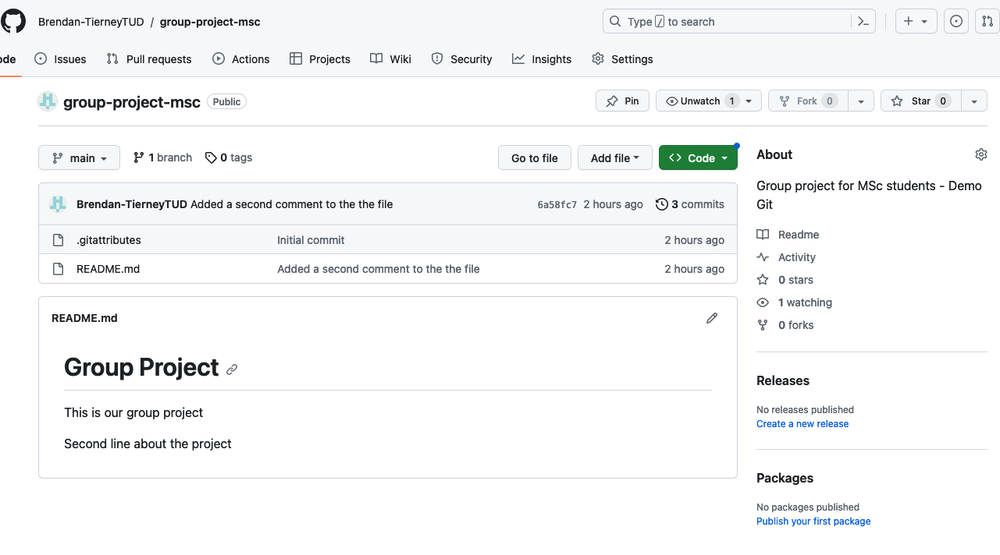 Brendan-TierneyTUD / group-project-msc
Type / to search
ode Issues Pull requests Actions Projects Wiki Security Insights Settings
group-project-msc Public
Pin Unwatch 1 Fork 0 Star 0
main 1 branch 0 tags Go to file Add file Code
Brendan-TierneyTUD Added a second comment to the the file 6a58fc7 2 hours ago 3 commits
.gitattributes Initial commit 2 hours ago
README.md Added a second comment to the the file 2 hours ago
README.md
Group Project
This is our group project
Second line about the project
About
Group project for MSc students - Demo
Git
Readme
Activity
0 stars
1 watching
0 forks
Releases
No releases published
Create a new release
Packages
No packages published
Publish your first package